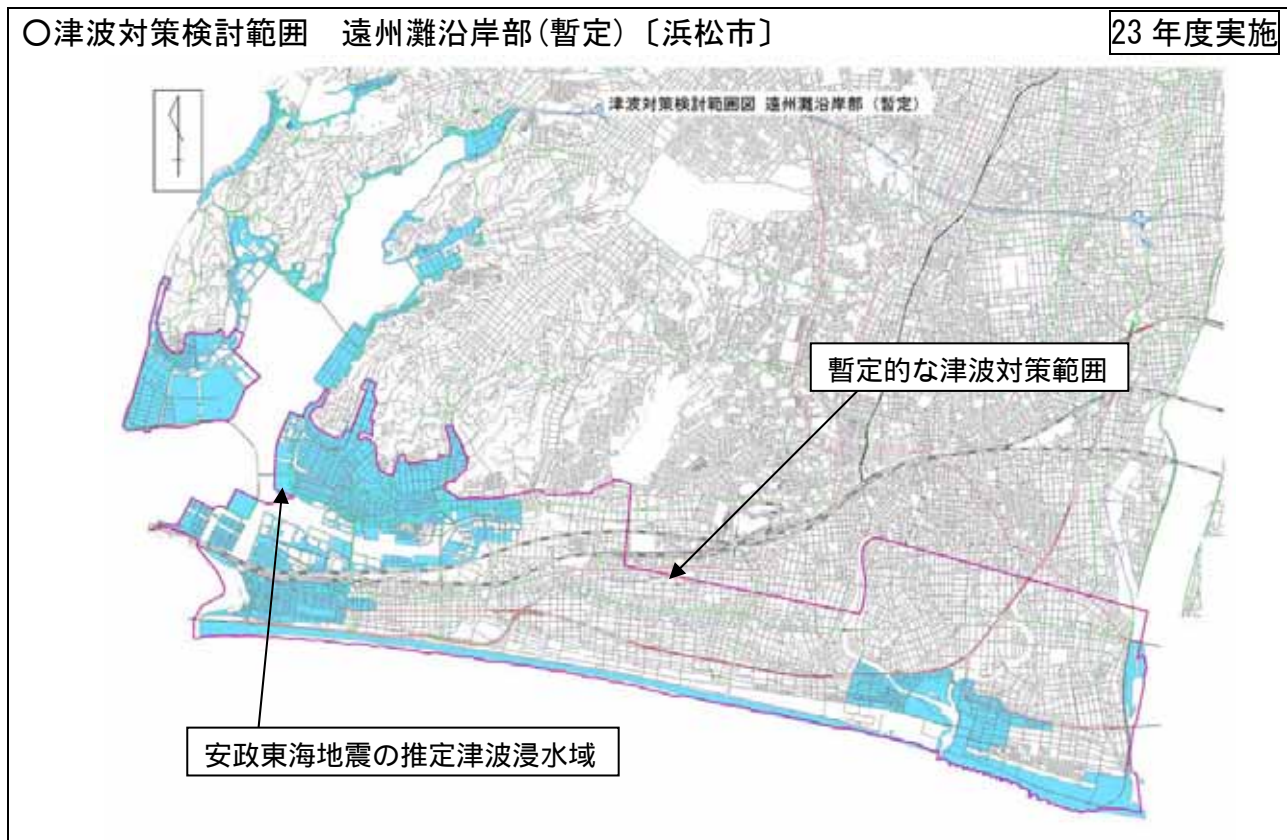 ○津波対策検討範囲　遠州灘沿岸部(暫定)〔浜松市〕
23年度実施
津波対策検討範囲図 遠州灘沿岸部（暫定）
暫定的な津波対策範囲
安政東海地震の推定津波浸水域